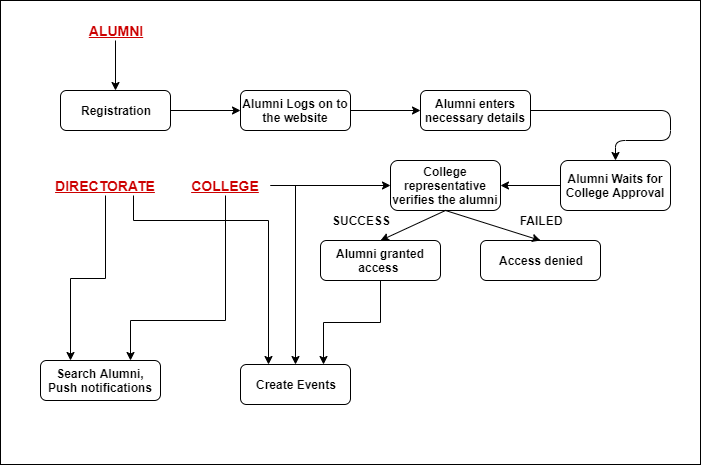 ALUMNI
Registration
Alumni Logs on to
the website
Alumni enters
necessary details
DIRECTORATE
COLLEGE
College
representative
verifies the alumni
Alumni Waits for
College Approval
SUCCESS
FAILED
Alumni granted
access
Access denied
Search Alumni,
Push notifications
Create Events